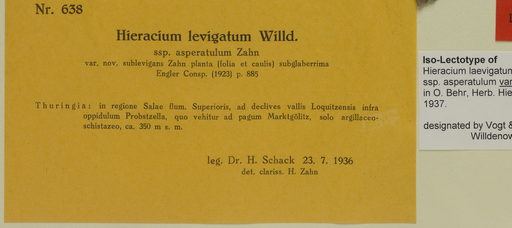 Nr. 638
Hieracium levigatum Willd.
ssp. asperatulum Zahn
var. nov. sublevigans Zahn planta (folia et caulis) subglaberrima
Engler Consp. (1923) p. 885
Thuringia: in regione Salae flum. Superioris, ad declives vallis Loquitzensis infra
oppidulum Probstzella, quo vehitur ad pagum Marktgölitz, solo argillaceo-
schistazeo, ca. 350 m s. m.
leg. Dr. H. Schack 23. 7. 1936
det. clariss. H. Zahn
Iso-Lectotype of
Hieracium laevigatum
ssp. asperatulum var
in O. Behr, Herb. Hie
1937.
designated by Vogt &
Willdenow